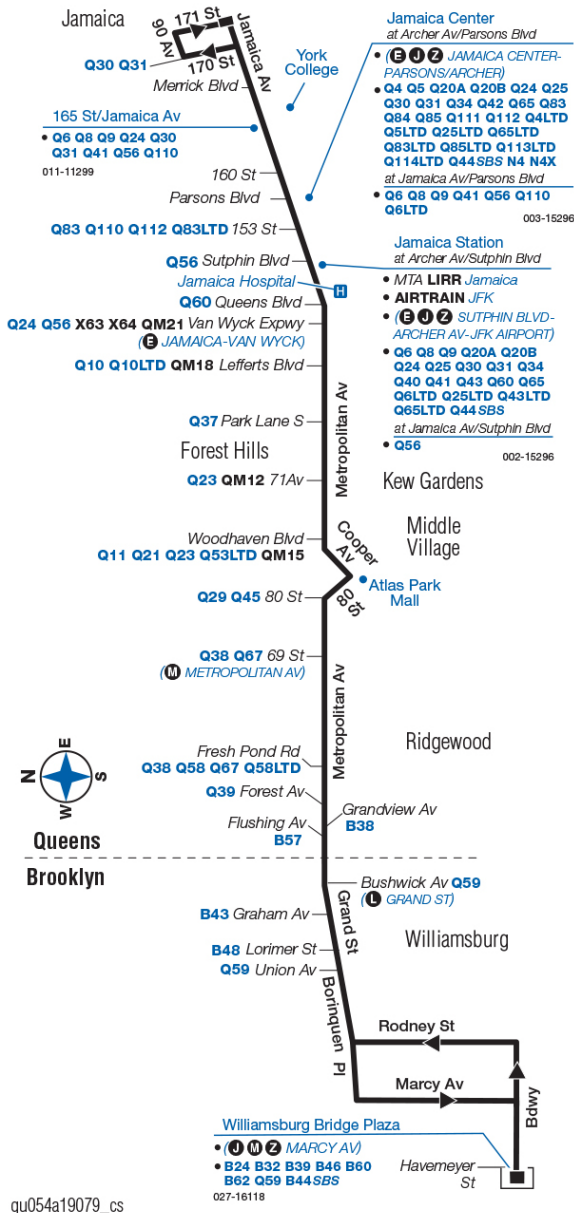 Jamaica
171 St
90 Av
170 St
Jamaica Av
Q30 Q31
Merrick Blvd
York
College
Jamaica Center
at Archer Av/Parsons Blvd
• (E J Z JAMAICA CENTER-
PARSONS/ARCHER)
• Q4 Q5 Q20A Q20B Q24 Q25
Q30 Q31 Q34 Q42 Q65 Q83
Q84 Q85 Q111 Q112 Q4LTD
Q5LTD Q25LTD Q65LTD
Q83LTD Q85LTD Q113LTD
Q114LTD Q44SBS N4 N4X
at Jamaica Av/Parsons Blvd
• Q6 Q8 Q9 Q41 Q56 Q110
Q6LTD
003-15296
165 St/Jamaica Av
• Q6 Q8 Q9 Q24 Q30
Q31 Q41 Q56 Q110
011-11299
160 St
Parsons Blvd
Q83 Q110 Q112 Q83LTD 153 St
Q56 Sutphin Blvd
Jamaica Hospital H
Q60 Queens Blvd
Jamaica Station
at Archer Av/Sutphin Blvd
• MTA LIRR Jamaica
• AIRTRAIN JFK
• (E J Z SUTPHIN BLVD-
ARCHER AV-JFK AIRPORT)
• Q6 Q8 Q9 Q20A Q20B
Q24 Q25 Q30 Q31 Q34
Q40 Q41 Q43 Q60 Q65
Q6LTD Q25LTD Q43LTD
Q65LTD Q44SBS
at Jamaica Av/Sutphin Blvd
• Q56
002-15296
Q24 Q56 X63 X64 QM21 Van Wyck Expwy
(E JAMAICA-VAN WYCK)
Q10 Q10LTD QM18 Lefferts Blvd
Metropolitan Av
Q37 Park Lane S
Forest Hills
Q23 QM12 71Av
Kew Gardens
Middle
Village
Woodhaven Blvd
Q11 Q21 Q23 Q53LTD QM15
Cooper
Av
Atlas Park
Mall
Q29 Q45 80 St
80 St
Q38 Q67 69 St
(M METROPOLITAN AV)
Metropolitan Av
Ridgewood
Fresh Pond Rd
Q38 Q58 Q67 Q58LTD
Q39 Forest Av
Grandview Av
B38
Flushing Av
B57
N
E
S
W
Queens
Brooklyn
Bushwick Av Q59
(L GRAND ST)
B43 Graham Av
Grand St
Williamsburg
B48 Lorimer St
Q59 Union Av
Borinquen Pl
Rodney St
Marcy Av
Bdwy
Williamsburg Bridge Plaza
• (J M Z MARCY AV)
• B24 B32 B39 B46 B60
B62 Q59 B44SBS
027-16118
Havemeyer
St
qu054a19079_cs